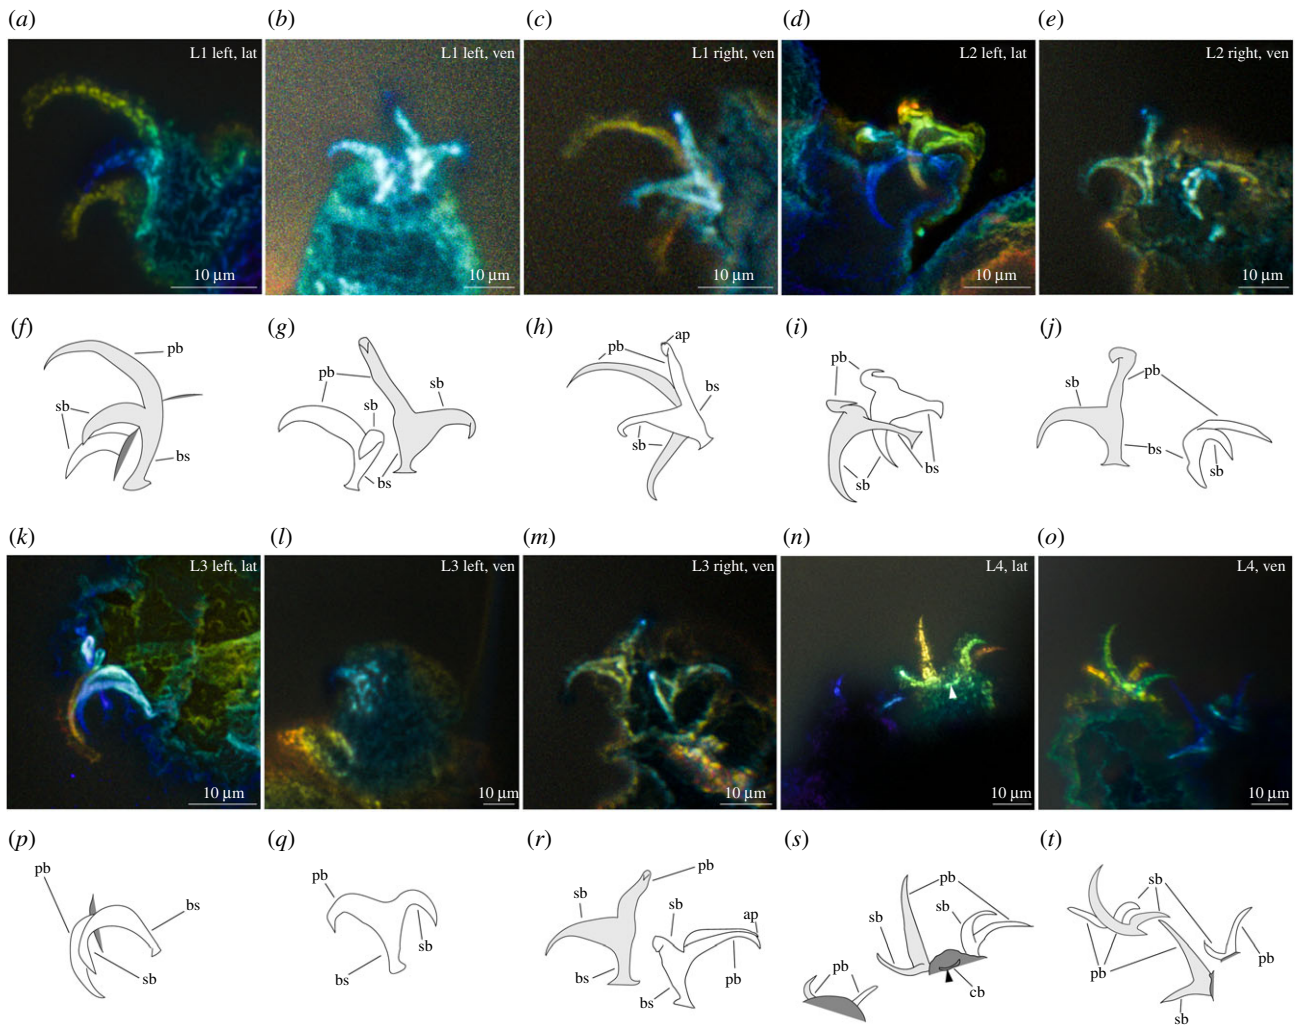 (a) (b) (c) (d) (e)
L1 left, lat L1 left, ven L1 right, ven L2 left, lat L2 right, ven
10 µm 10 µm 10 µm 10 µm 10 µm
(f) (g) (h) (i) (j)
pb sb bs
pb sb sb bs
ap pb bs sb
pb sb bs
sb pb bs sb
(k) (l) (m) (n) (o)
L3 left, lat L3 left, ven L3 right, ven L4, lat L4, ven
10 µm 10 µm 10 µm 10 µm 10 µm
(p) (q) (r) (s) (t)
pb bs sb
pb sb bs
pb sb sb ap bs pb bs
pb sb sb pb cb
sb pb pb sb